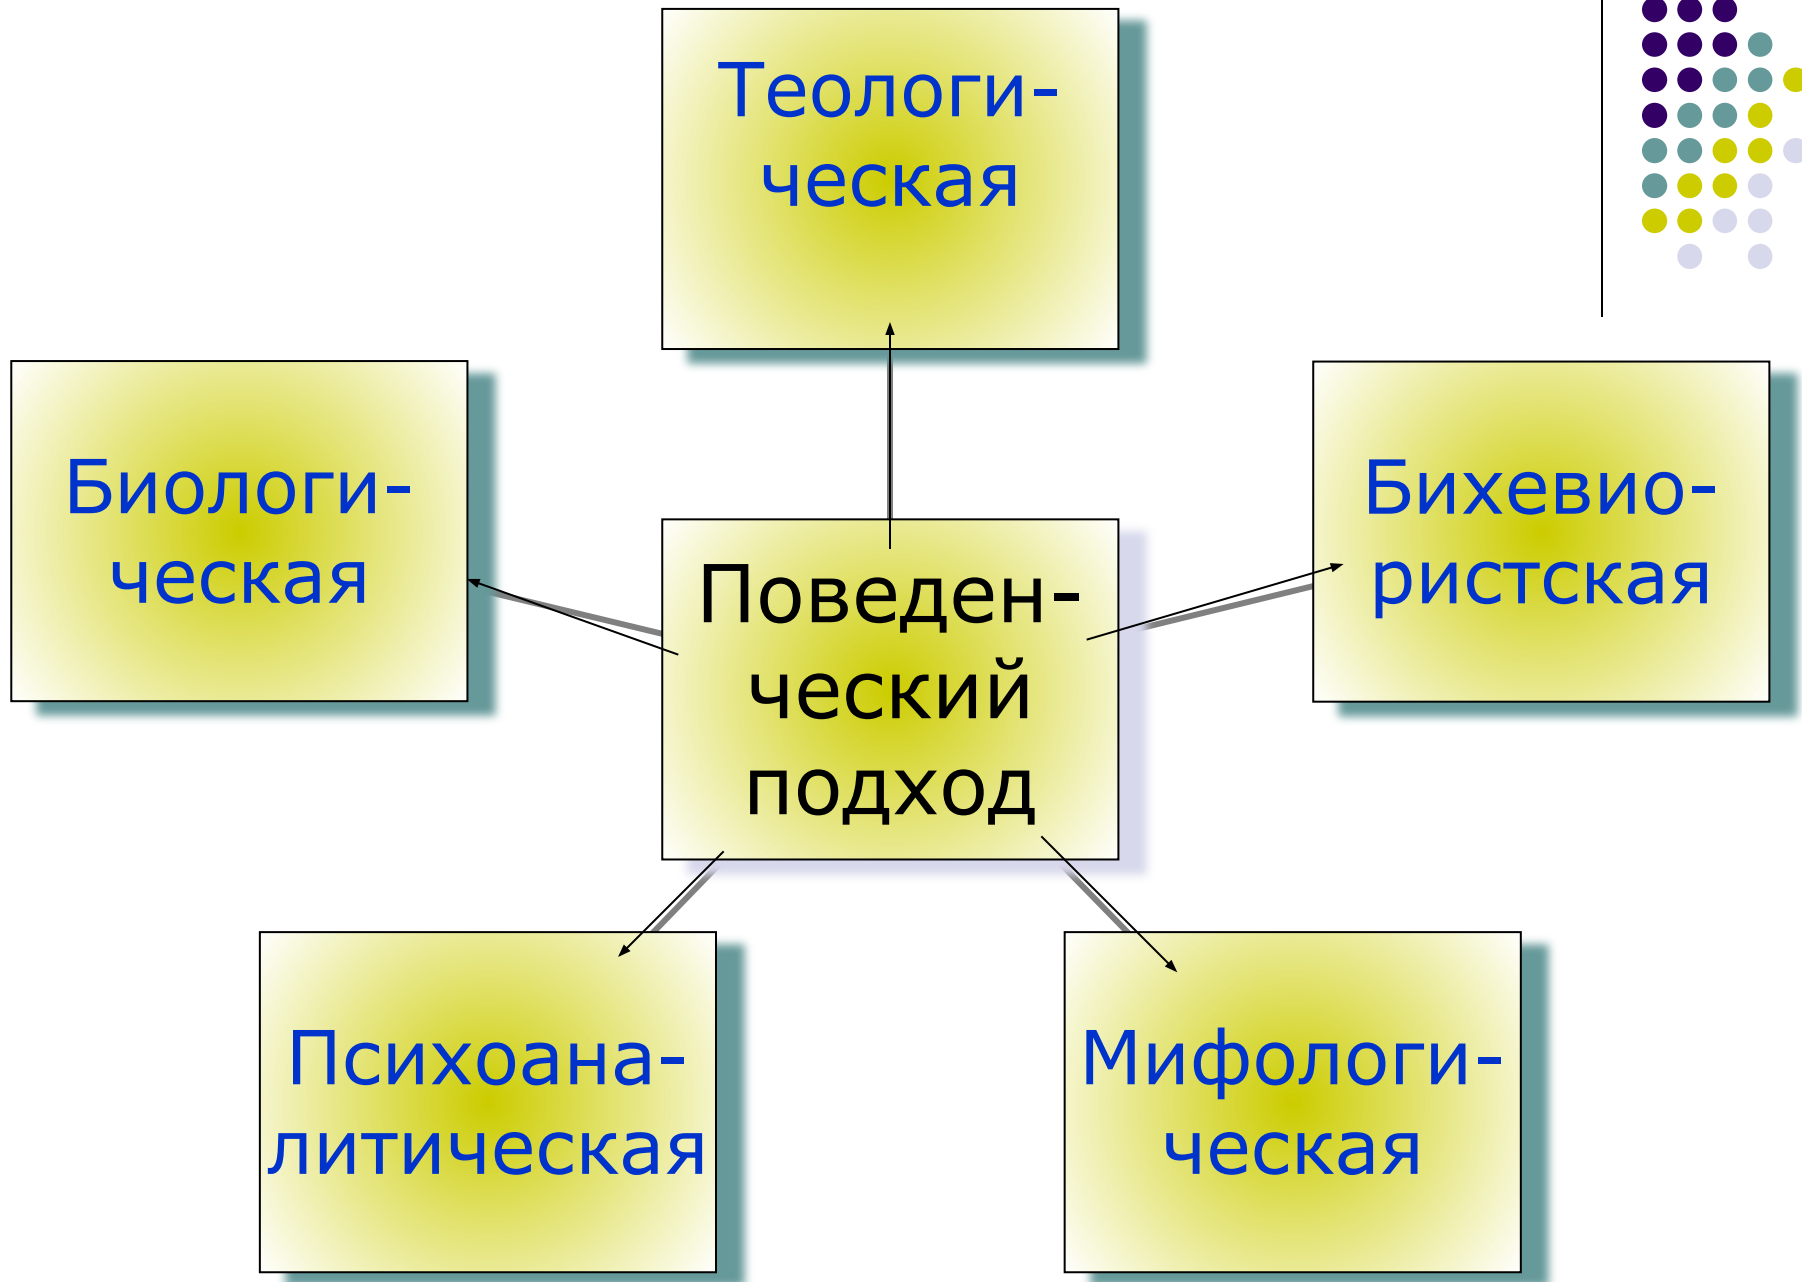 Теологи-
ческая
Биологи-
ческая
Бихевио-
ристская
Поведен-
ческий
подход
Психоана-
литическая
Мифологи-
ческая